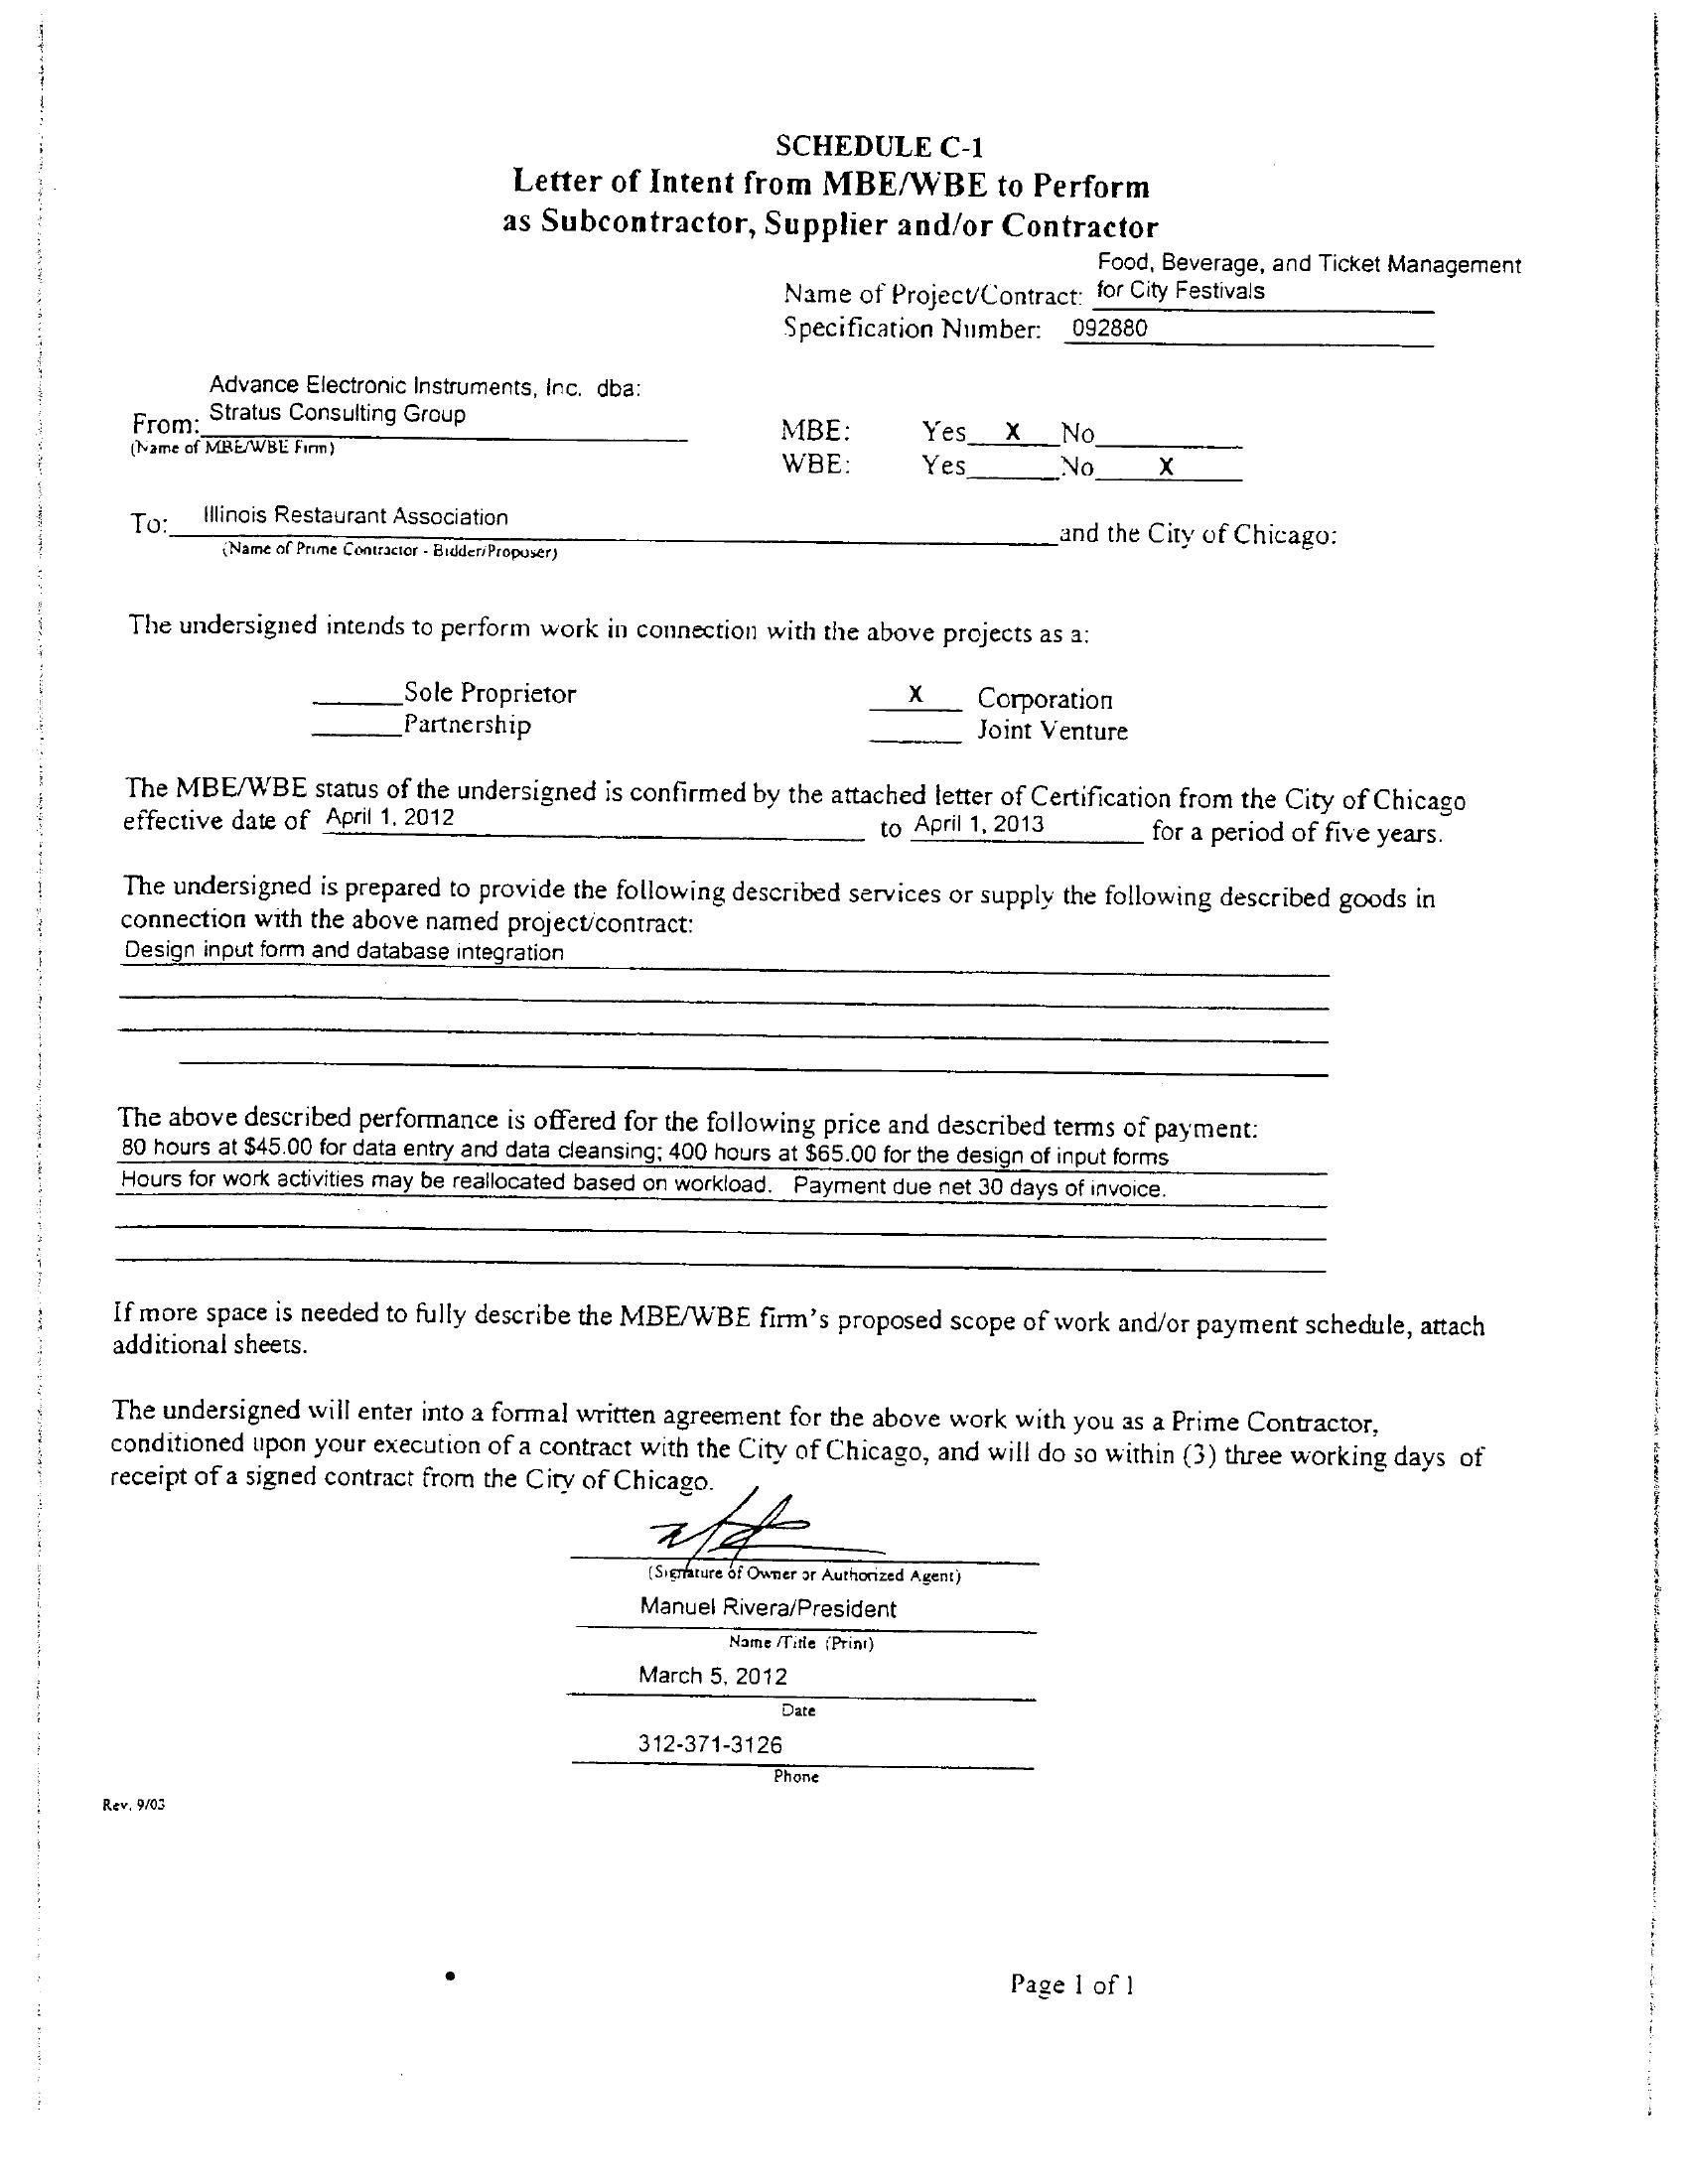 SCHEDULE C-1
Letter of Intent from MBE/WBE to Perform
as Subcontractor, Supplier and/or Contractor
Food, Beverage, and Ticket Management
Name of Project/Contract: for City Festivals
Specification Number: 092880
Advance Electronic Instruments, Inc. dba:
From: Stratus Consulting Group
(Name of MBE/WBE Firm)
MBE: Yes X No
WBE: Yes No X
To: Illinois Restaurant Association and the City of Chicago:
(Name of Prime Contractor - Bidder/Proposer)
The undersigned intends to perform work in connection with the above projects as a:
Sole Proprietor X Corporation
Partnership Joint Venture
The MBE/WBE status of the undersigned is confirmed by the attached letter of Certification from the City of Chicago
effective date of April 1, 2012 to April 1, 2013 for a period of five years.
The undersigned is prepared to provide the following described services or supply the following described goods in
connection with the above named project/contract:
Design input form and database integration
The above described performance is offered for the following price and described terms of payment:
80 hours at $45.00 for data entry and data cleansing; 400 hours at $65.00 for the design of input forms
Hours for work activities may be reallocated based on workload. Payment due net 30 days of invoice.
If more space is needed to fully describe the MBE/WBE firm's proposed scope of work and/or payment schedule, attach
additional sheets.
The undersigned will enter into a formal written agreement for the above work with you as a Prime Contractor,
conditioned upon your execution of a contract with the City of Chicago, and will do so within (3) three working days of
receipt of a signed contract from the City of Chicago.
(Signature of Owner or Authorized Agent)
Manuel Rivera/President
Name /Title (Print)
March 5, 2012
Date
312-371-3126
Phone
Rev. 9/03
Page 1 of 1